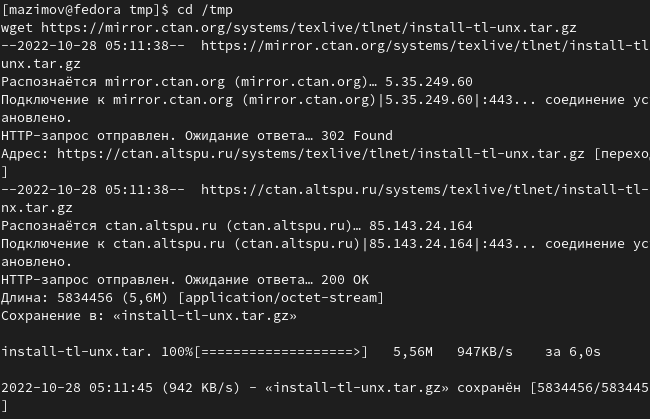 [mazimov@fedora tmp]$ cd /tmp
wget https://mirror.ctan.org/systems/texlive/tlnet/install-tl-unx.tar.gz
--2022-10-28 05:11:38--  https://mirror.ctan.org/systems/texlive/tlnet/install-tl
unx.tar.gz
Распознаётся mirror.ctan.org (mirror.ctan.org)… 5.35.249.60
Подключение к mirror.ctan.org (mirror.ctan.org)|5.35.249.60|:443... соединение ус
ановлено.
HTTP-запрос отправлен. Ожидание ответа… 302 Found
Адрес: https://ctan.altspu.ru/systems/texlive/tlnet/install-tl-unx.tar.gz [перехо
]
--2022-10-28 05:11:38--  https://ctan.altspu.ru/systems/texlive/tlnet/install-tl-
nx.tar.gz
Распознаётся ctan.altspu.ru (ctan.altspu.ru)… 85.143.24.164
Подключение к ctan.altspu.ru (ctan.altspu.ru)|85.143.24.164|:443... соединение ус
ановлено.
HTTP-запрос отправлен. Ожидание ответа… 200 OK
Длина: 5834456 (5,6M) [application/octet-stream]
Сохранение в: «install-tl-unx.tar.gz»
install-tl-unx.tar. 100%[===================>]   5,56M   947KB/s    за 6,0s
2022-10-28 05:11:45 (942 KB/s) - «install-tl-unx.tar.gz» сохранён [5834456/583445
]